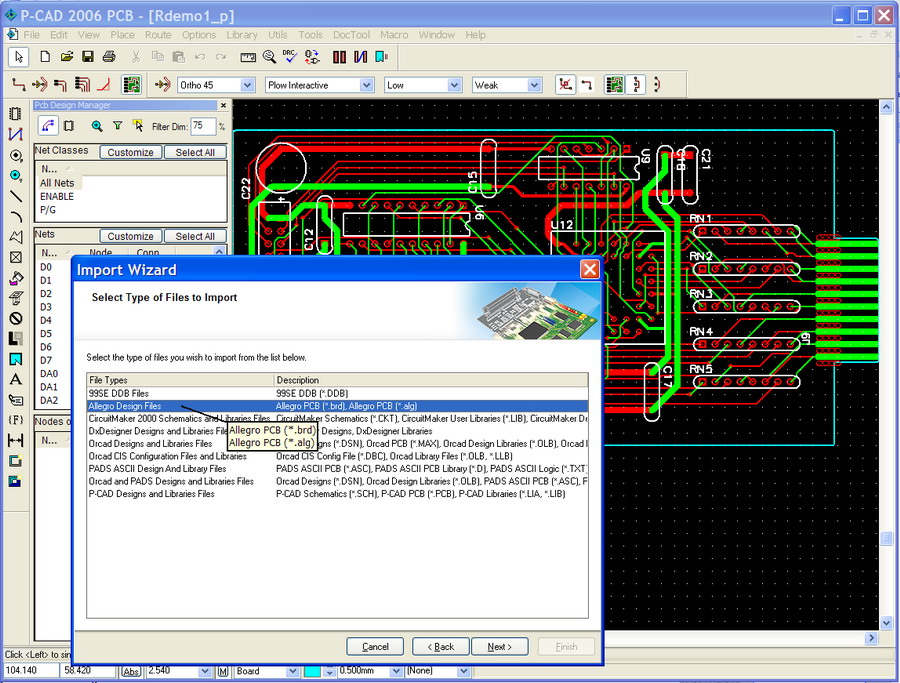 P-CAD 2006 PCB - [Rdemo1_p]
File Edit View Place Route Options Library Utils Tools DocTool Macro Window Help
DRC
Ortho 45 Plow Interactive Low Weak
Pcb Design Manager
Filter Dim: 75 %
Net Classes Customize Select All
N...
All Nets
ENABLE
P/G
Nets Customize Select All
N... Node Conn
D0
D1
D2
D3
D4
D5
D6
D7
DA0
DA1
DA2
Nodes o
N...
C22
C12
C15
U6
U9
C21
C12
RN1
RN2
RN3
RN4
RN5
C17
Import Wizard
Select Type of Files to Import
Select the type of files you wish to import from the list below.
File Types Description
99SE DDB Files 99SE DDB (*.DDB)
Allegro Design Files Allegro PCB (*.brd), Allegro PCB (*.alg)
CircuitMaker 2000 Schematics and Libraries Files CircuitMaker Schematics (*.CKT), CircuitMaker User Libraries (*.LIB), CircuitMaker De
DxDesigner Designs and Libraries File Designs, DxDesigner Libraries
Orcad Designs and Libraries Files gns (*.DSN), Orcad PCB (*.MAX), Orcad Design Libraries (*.OLB), Orcad I
Orcad CIS Configuration Files and Libraries Orcad CIS Config File (*.DBC), Orcad Library Files (*.OLB, *.LLB)
PADS ASCII Design And Library Files PADS ASCII PCB (*.ASC), PADS ASCII PCB Library (*.D), PADS ASCII Logic (*.TXT
Orcad and PADS Designs and Libraries Files Orcad Designs (*.DSN), Orcad Design Libraries (*.OLB), PADS ASCII PCB (*.ASC), F
P-CAD Designs and Libraries Files P-CAD Schematics (*.SCH), P-CAD PCB (*.PCB), P-CAD Libraries (*.LIA, *.LIB)
Allegro PCB (*.brd)
Allegro PCB (*.alg)
Cancel < Back Next > Finish
Click <Left> to sin
104.140 58.420 Abs 2.540 M Board 0.500mm (None)